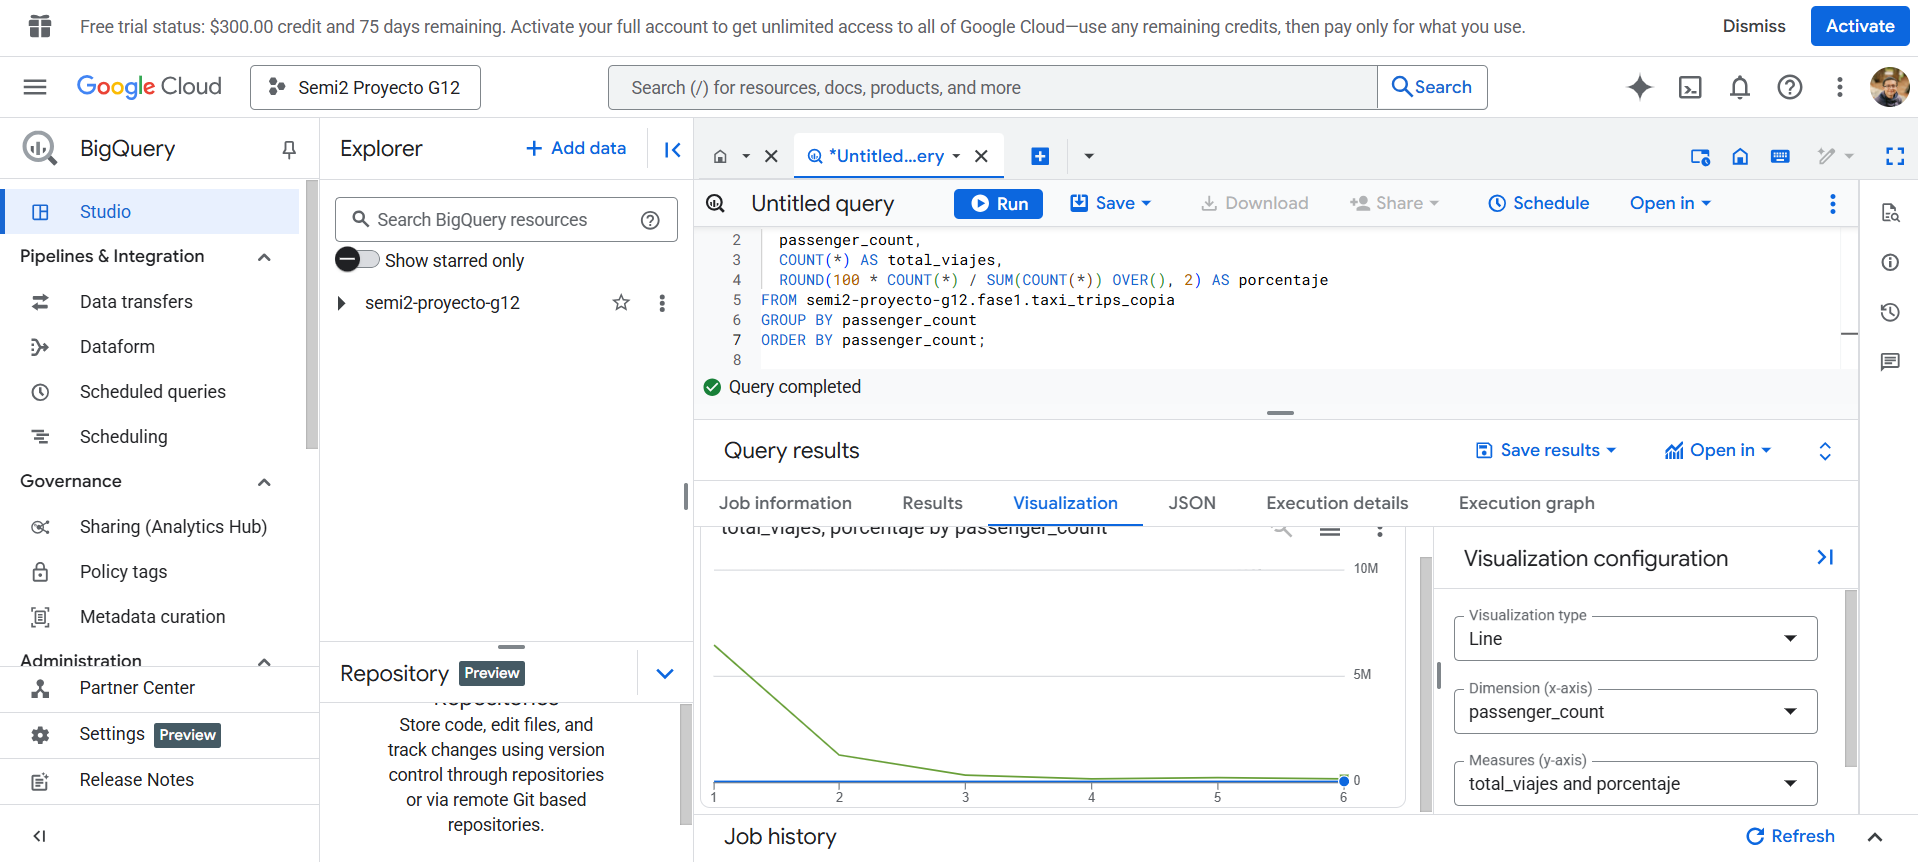 Free trial status: $300.00 credit and 75 days remaining. Activate your full account to get unlimited access to all of Google Cloud—use any remaining credits, then pay only for what you use.
Dismiss
Activate
Google Cloud
Semi2 Proyecto G12
Search (/) for resources, docs, products, and more
Search
BigQuery
Studio
Pipelines & Integration
Data transfers
Dataform
Scheduled queries
Scheduling
Governance
Sharing (Analytics Hub)
Policy tags
Metadata curation
Administration
Partner Center
Settings Preview
Release Notes
Explorer
+ Add data
Search BigQuery resources
Show starred only
semi2-proyecto-g12
Repository Preview
Repositories
Store code, edit files, and
track changes using version
control through repositories
or via remote Git based
repositories.
*Untitled...ery
Untitled query
Run
Save
Download
Share
Schedule
Open in
2 passenger_count,
3 COUNT(*) AS total_viajes,
4 ROUND(100 * COUNT(*) / SUM(COUNT(*)) OVER(), 2) AS porcentaje
5 FROM semi2-proyecto-g12.fase1.taxi_trips_copia
6 GROUP BY passenger_count
7 ORDER BY passenger_count;
8
Query completed
Query results
Save results
Open in
Job information
Results
Visualization
JSON
Execution details
Execution graph
total_viajes, porcentaje by passenger_count
10M
5M
0
1 2 3 4 5 6
Visualization configuration
Visualization type
Line
Dimension (x-axis)
passenger_count
Measures (y-axis)
total_viajes and porcentaje
Job history
Refresh